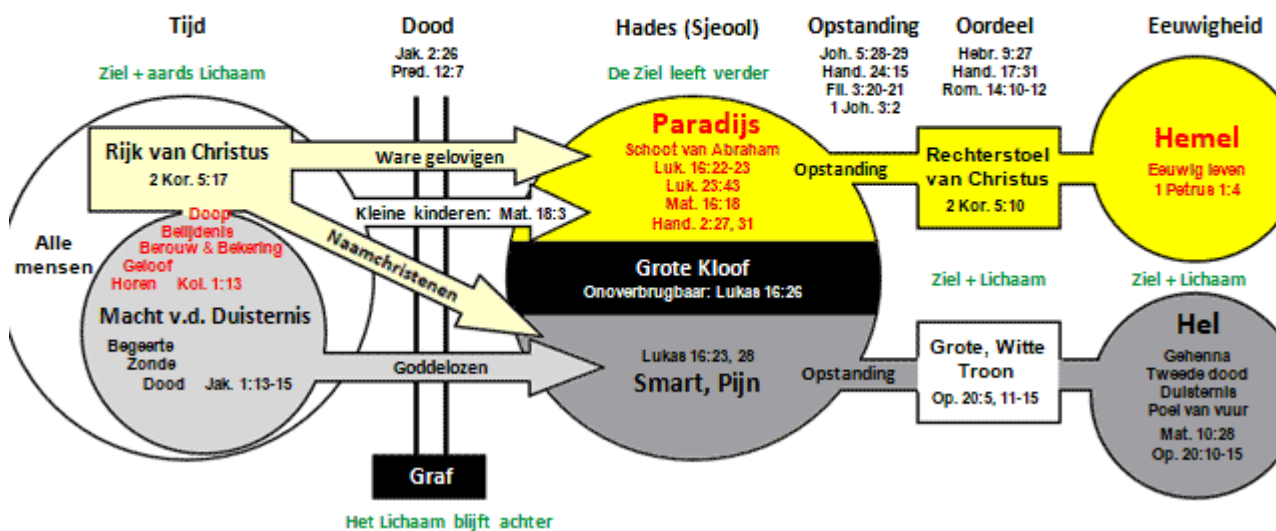 Tijd
Ziel + aards Lichaam
Dood
Jak. 2:26
Pred. 12:7
Hades (Sjeool)
De Ziel leeft verder
Opstanding
Joh. 5:28-29
Hand. 24:15
Fil. 3:20-21
1 Joh. 3:2
Oordeel
Hebr. 9:27
Hand. 17:31
Rom. 14:10-12
Eeuwigheid
Rijk van Christus
2 Kor. 5:17
Alle
mensen
Doop
Belijdenis
Berouw & Bekering
Geloof
Horen Kol. 1:13
Macht v.d. Duisternis
Begeerte
Zonde
Dood Jak. 1:13-15
Ware gelovigen
Kleine kinderen: Mat. 18:3
Naamchristenen
Goddelozen
Graf
Het Lichaam blijft achter
Paradijs
Schoot van Abraham
Luk. 16:22-23
Luk. 23:43
Mat. 16:18
Hand. 2:27, 31
Grote Kloof
Onoverbrugbaar: Lukas 16:26
Lukas 16:23, 28
Smart, Pijn
Opstanding
Rechterstoel
van Christus
2 Kor. 5:10
Hemel
Eeuwig leven
1 Petrus 1:4
Ziel + Lichaam
Ziel + Lichaam
Opstanding
Grote, Witte
Troon
Op. 20:5, 11-15
Hel
Gehenna
Tweede dood
Duisternis
Poel van vuur
Mat. 10:28
Op. 20:10-15